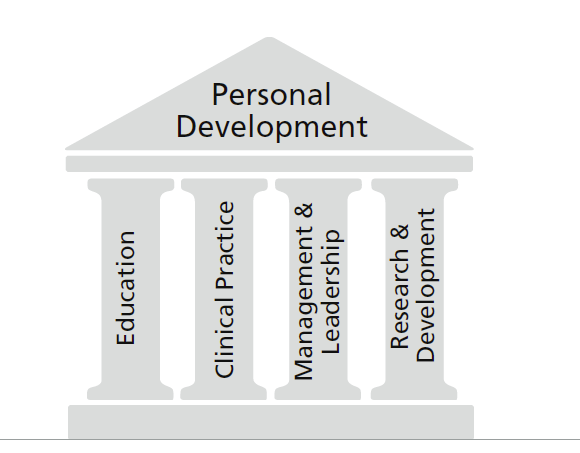 Personal
Development
Education
Clinical Practice
Management &
Leadership
Research &
Development